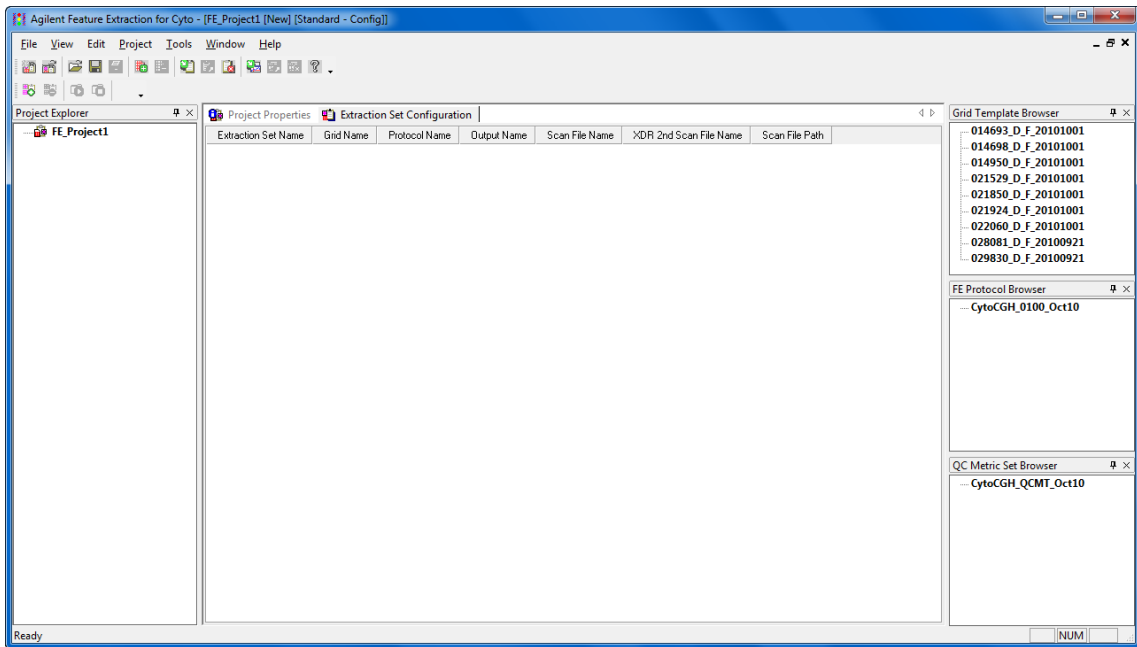 Agilent Feature Extraction for Cyto - [FE_Project1 [New] [Standard - Config]]
File View Edit Project Tools Window Help
Project Explorer
FE_Project1
Project Properties Extraction Set Configuration
Extraction Set Name Grid Name Protocol Name Output Name Scan File Name XDR 2nd Scan File Name Scan File Path
Grid Template Browser
014693_D_F_20101001
014698_D_F_20101001
014950_D_F_20101001
021529_D_F_20101001
021850_D_F_20101001
021924_D_F_20101001
022060_D_F_20101001
028081_D_F_20100921
029830_D_F_20100921
FE Protocol Browser
CytoCGH_0100_Oct10
QC Metric Set Browser
CytoCGH_QCMT_Oct10
Ready
NUM